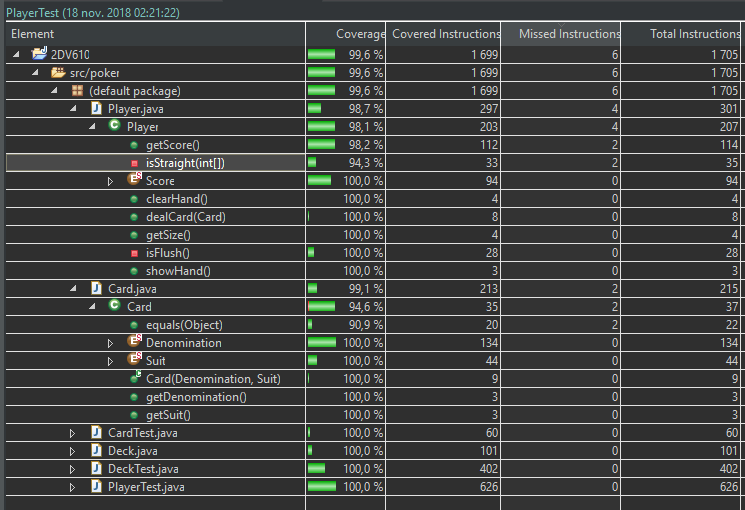 PlayerTest (18 nov. 2018 02:21:22)
Element Coverage Covered Instructions Missed Instructions Total Instructions
2DV610 99,6 % 1 699 6 1 705
src/poker 99,6 % 1 699 6 1 705
(default package) 99,6 % 1 699 6 1 705
Player.java 98,7 % 297 4 301
Player 98,1 % 203 4 207
getScore() 98,2 % 112 2 114
isStraight(int[]) 94,3 % 33 2 35
Score 100,0 % 94 0 94
clearHand() 100,0 % 4 0 4
dealCard(Card) 100,0 % 8 0 8
getSize() 100,0 % 4 0 4
isFlush() 100,0 % 28 0 28
showHand() 100,0 % 3 0 3
Card.java 99,1 % 213 2 215
Card 94,6 % 35 2 37
equals(Object) 90,9 % 20 2 22
Denomination 100,0 % 134 0 134
Suit 100,0 % 44 0 44
Card(Denomination, Suit) 100,0 % 9 0 9
getDenomination() 100,0 % 3 0 3
getSuit() 100,0 % 3 0 3
CardTest.java 100,0 % 60 0 60
Deck.java 100,0 % 101 0 101
DeckTest.java 100,0 % 402 0 402
PlayerTest.java 100,0 % 626 0 626